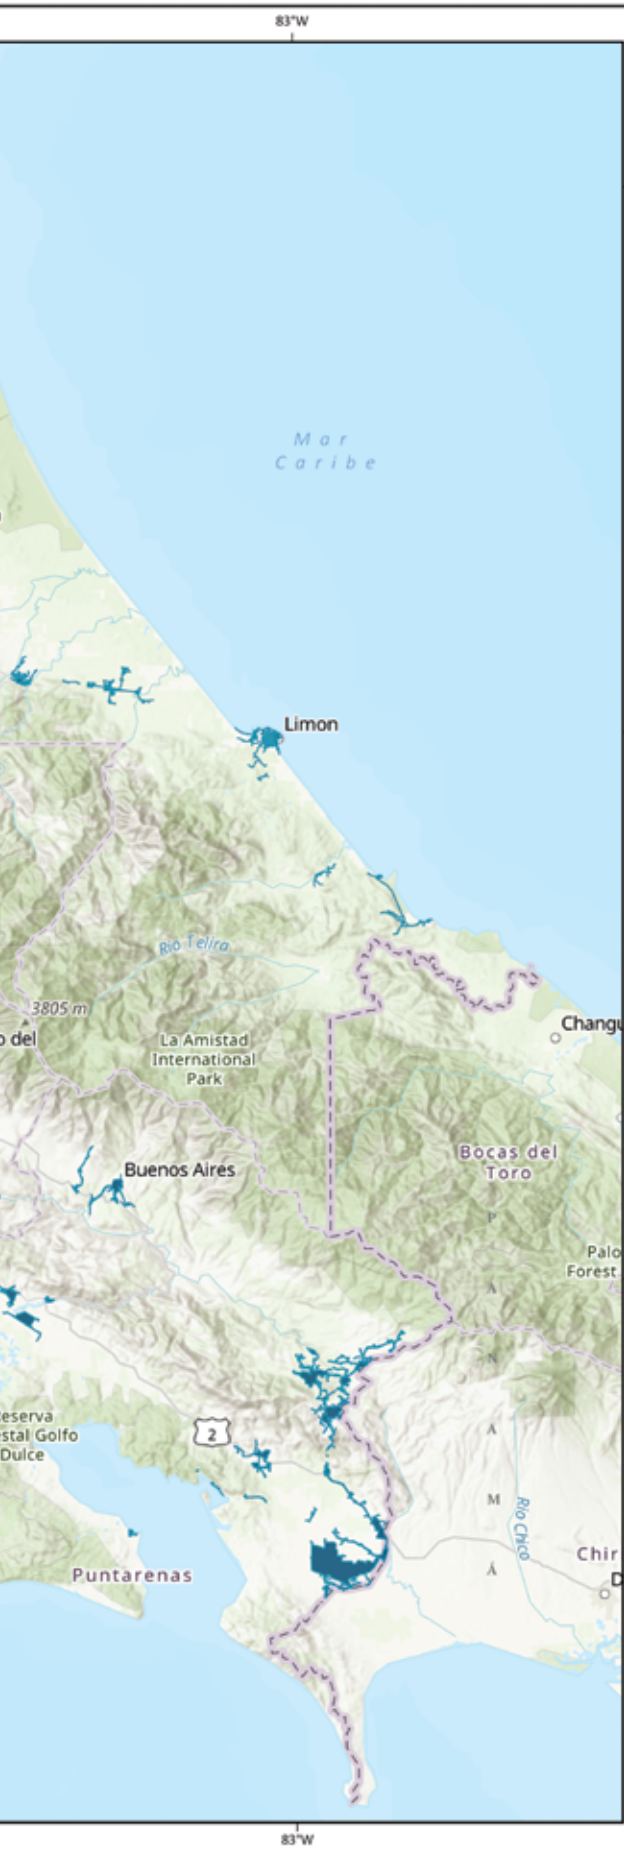 83°W
Mar
Caribe
Limon
Rio Telira
3805 m
o del
La Amistad
International
Park
Changu
Bocas del
Toro
Buenos Aires
P
A
N
A
M
Á
Palo
Forest
eserva
stal Golfo
Dulce
2
Rio Chico
Chir
D
Puntarenas
83°W